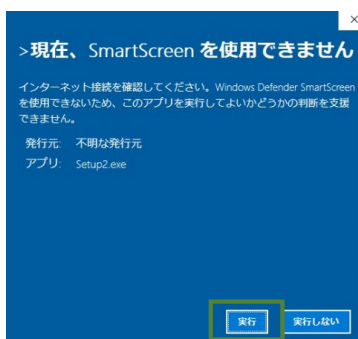 >現在、SmartScreen を使用できません
インターネット接続を確認してください。Windows Defender SmartScreen
を使用できないため、このアプリを実行してよいかどうかの判断を支援
できません。
発行元: 不明な発行元
アプリ: Setup2.exe
実行 実行しない